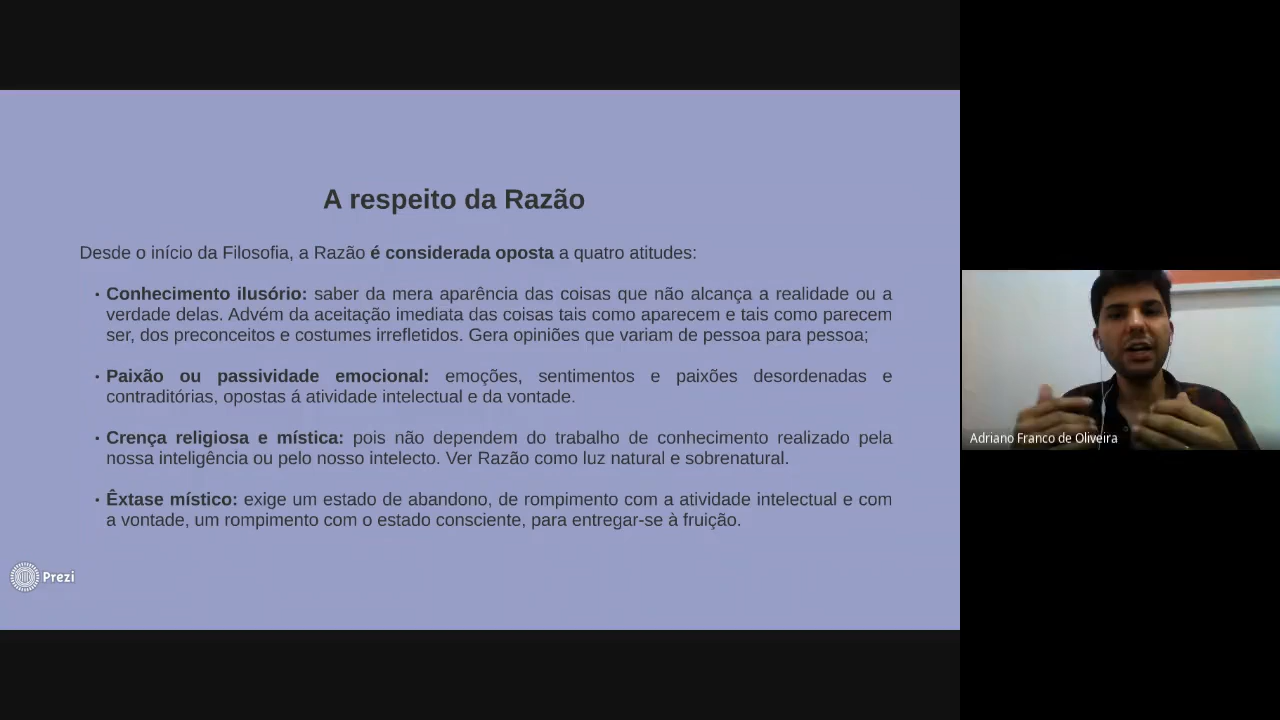 A respeito da Razão
Desde o início da Filosofia, a Razão é considerada oposta a quatro atitudes:
• Conhecimento ilusório: saber da mera aparência das coisas que não alcança a realidade ou a
verdade delas. Advém da aceitação imediata das coisas tais como aparecem e tais como parecem
ser, dos preconceitos e costumes irrefletidos. Gera opiniões que variam de pessoa para pessoa;
• Paixão ou passividade emocional: emoções, sentimentos e paixões desordenadas e
contraditórias, opostas á atividade intelectual e da vontade.
• Crença religiosa e mística: pois não dependem do trabalho de conhecimento realizado pela
nossa inteligência ou pelo nosso intelecto. Ver Razão como luz natural e sobrenatural.
• Êxtase místico: exige um estado de abandono, de rompimento com a atividade intelectual e com
a vontade, um rompimento com o estado consciente, para entregar-se à fruição.
Prezi
Adriano Franco de Oliveira